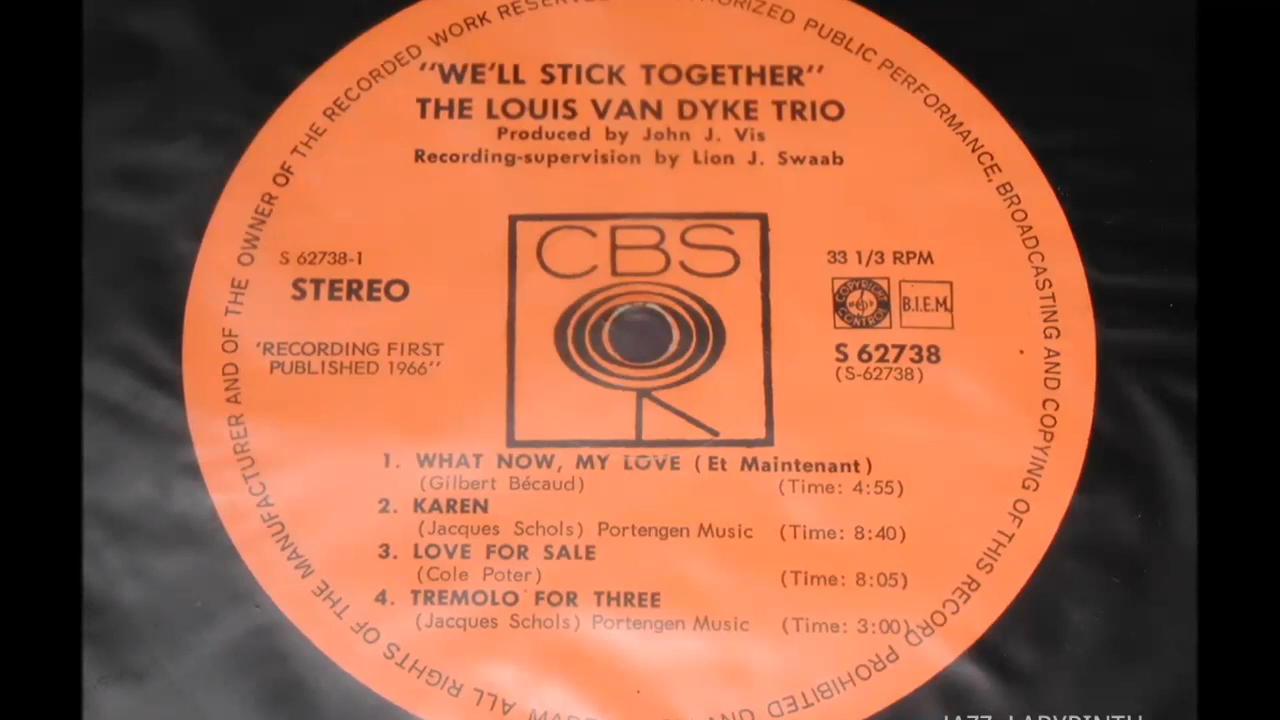 "WE'LL STICK TOGETHER"
THE LOUIS VAN DYKE TRIO
Produced by John J. Vis
Recording-supervision by Lion J. Swaab
CBS
S 62738-1
STEREO
'RECORDING FIRST
PUBLISHED 1966"
33 1/3 RPM
COPYRIGHT CONTROL
B.I.E.M.
S 62738
(S-62738)
1. WHAT NOW, MY LOVE (Et Maintenant)
(Gilbert Bécaud) (Time: 4:55)
2. KAREN
(Jacques Schols) Portengen Music (Time: 8:40)
3. LOVE FOR SALE
(Cole Poter) (Time: 8:05)
4. TREMOLO FOR THREE
(Jacques Schols) Portengen Music (Time: 3:00)
ALL RIGHTS OF THE MANUFACTURER AND OF THE OWNER OF THE RECORDED WORK RESERVED
PUBLIC PERFORMANCE, BROADCASTING AND COPYING OF THIS RECORD PROHIBITED
JAZZ LABYRINTH